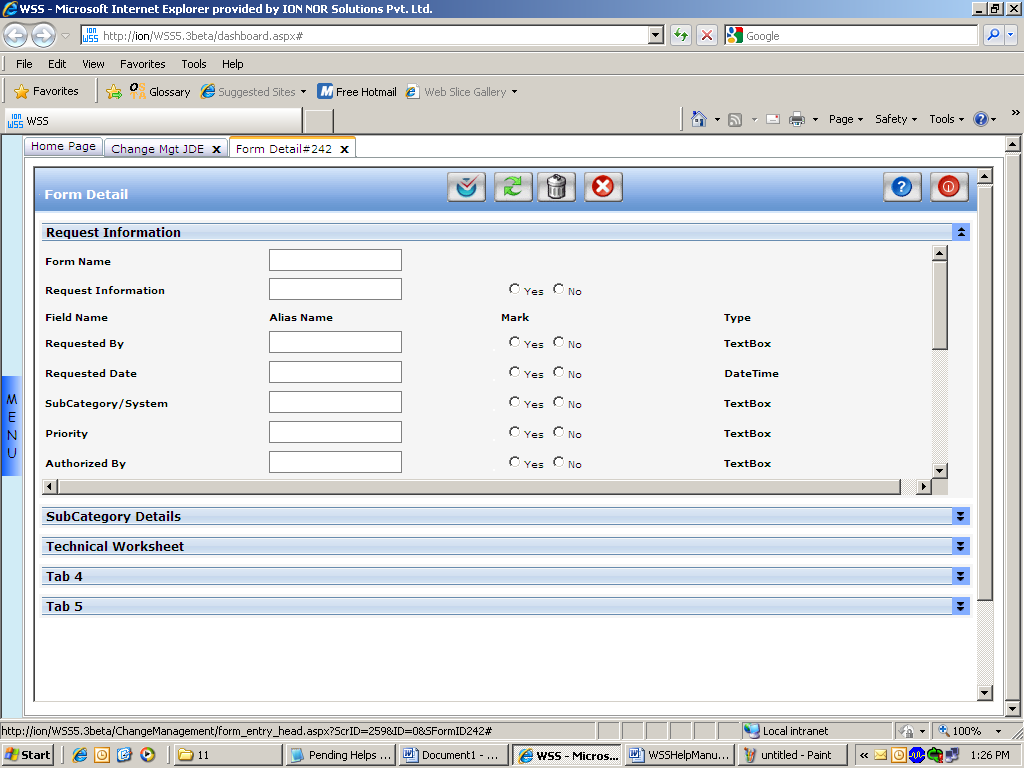 WSS - Microsoft Internet Explorer provided by ION NOR Solutions Pvt. Ltd.
ION WSS http://ion/WSS5.3beta/dashboard.aspx# Google
File Edit View Favorites Tools Help
Favorites Glossary Suggested Sites Free Hotmail Web Slice Gallery
ION WSS WSS Page Safety Tools »
Home Page Change Mgt JDE x Form Detail#242 x
Form Detail
Request Information
Form Name
Request Information Yes No
Field Name Alias Name Mark Type
Requested By Yes No TextBox
Requested Date Yes No DateTime
SubCategory/System Yes No TextBox
Priority Yes No TextBox
Authorized By Yes No TextBox
MENU
SubCategory Details
Technical Worksheet
Tab 4
Tab 5
http://ion/WSS5.3beta/ChangeManagement/form_entry_head.aspx?ScrID=259&ID=0&SFormID242# Local intranet 100%
Start 11 Pending Helps ... Document1 - ... WSS - Micros... WSSHelpManu... untitled - Paint « 1:26 PM